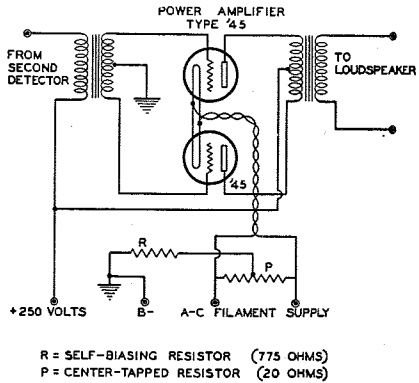 POWER AMPLIFIER
TYPE '45
FROM
SECOND
DETECTOR
TO
LOUDSPEAKER
'45
R
P
+250 VOLTS
B-
A-C FILAMENT SUPPLY
R = SELF-BIASING RESISTOR (775 OHMS)
P = CENTER-TAPPED RESISTOR (20 OHMS)